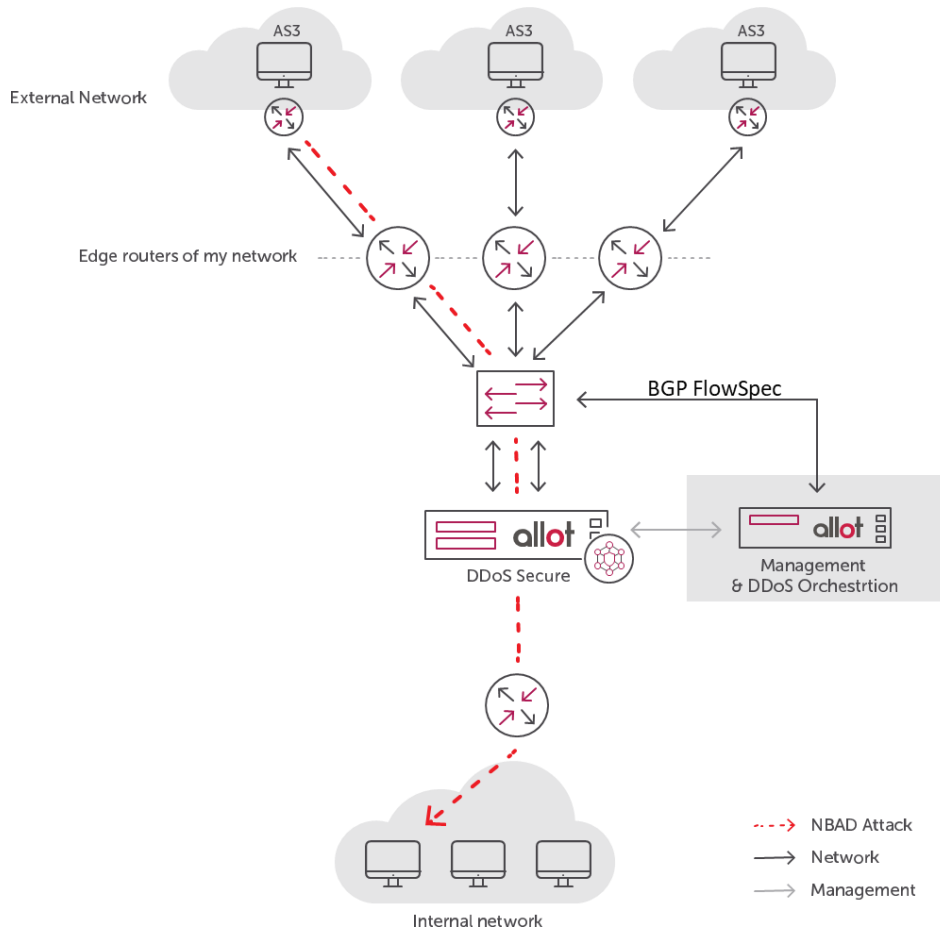 AS3
AS3
AS3
External Network
Edge routers of my network
BGP FlowSpec
allot
allot
DDoS Secure
Management
& DDoS Orchestrtion
NBAD Attack
Network
Management
Internal network